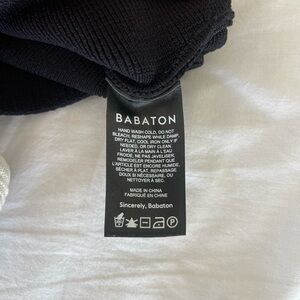 BABATON
HAND WASH COLD, DO NOT
BLEACH, RESHAPE WHILE DAMP,
DRY FLAT, COOL IRON ONLY IF
NEEDED, OR DRY CLEAN
LAVER À LA MAIN À L'EAU
FROIDE, NE PAS JAVELISER,
REMODELER PENDANT QUE
L'ARTICLE EST ENCORE HUMIDE,
SÉCHER À PLAT, REPASSAGE
DOUX SI NÉCESSAIRE, OU
NETTOYER À SEC.
MADE IN CHINA
FABRIQUÉ EN CHINE
Sincerely, Babaton
P